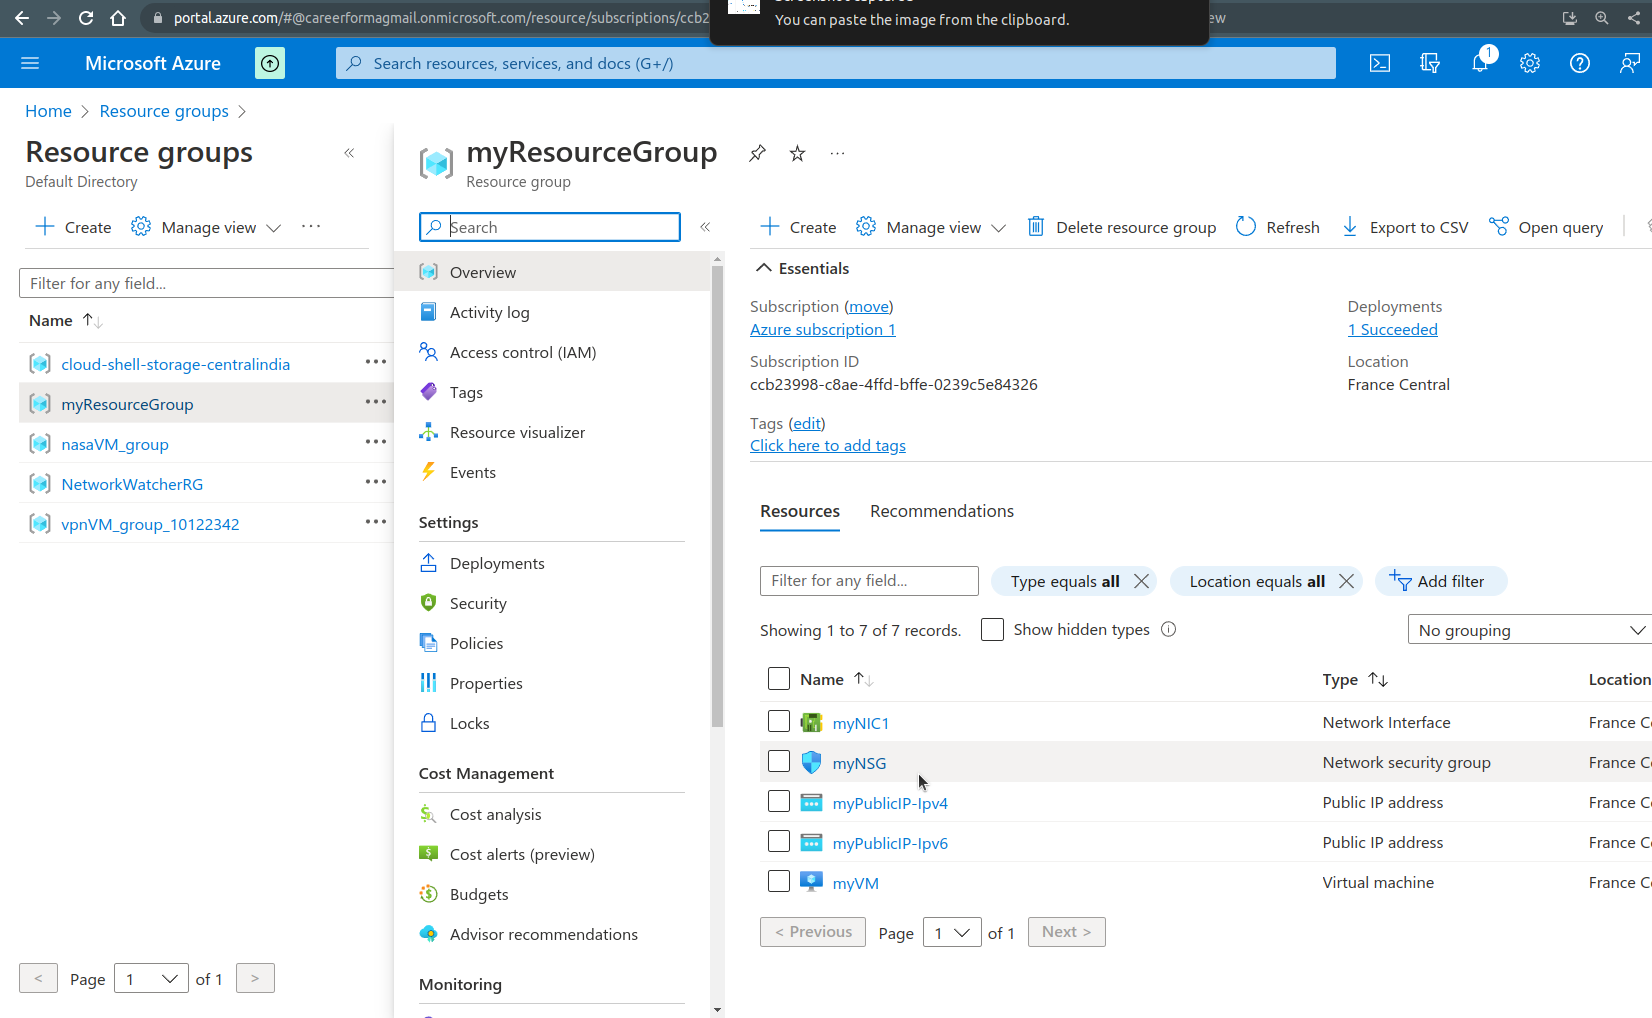 You can paste the image from the clipboard.
portal.azure.com/#@careerformagmail.onmicrosoft.com/resource/subscriptions/ccb2
Microsoft Azure
Search resources, services, and docs (G+/)
1
Home > Resource groups >
Resource groups
Default Directory
Create
Manage view
Filter for any field...
Name
cloud-shell-storage-centralindia
myResourceGroup
nasaVM_group
NetworkWatcherRG
vpnVM_group_10122342
< Page 1 of 1 >
myResourceGroup
Resource group
Search
Overview
Activity log
Access control (IAM)
Tags
Resource visualizer
Events
Settings
Deployments
Security
Policies
Properties
Locks
Cost Management
Cost analysis
Cost alerts (preview)
Budgets
Advisor recommendations
Monitoring
Create Manage view Delete resource group Refresh Export to CSV Open query
Essentials
Subscription (move)
Azure subscription 1
Subscription ID
ccb23998-c8ae-4ffd-bffe-0239c5e84326
Tags (edit)
Click here to add tags
Deployments
1 Succeeded
Location
France Central
Resources Recommendations
Filter for any field... Type equals all Location equals all Add filter
Showing 1 to 7 of 7 records. Show hidden types No grouping
Name Type Location
myNIC1 Network Interface France C
myNSG Network security group France C
myPublicIP-Ipv4 Public IP address France C
myPublicIP-Ipv6 Public IP address France C
myVM Virtual machine France C
< Previous Page 1 of 1 Next >